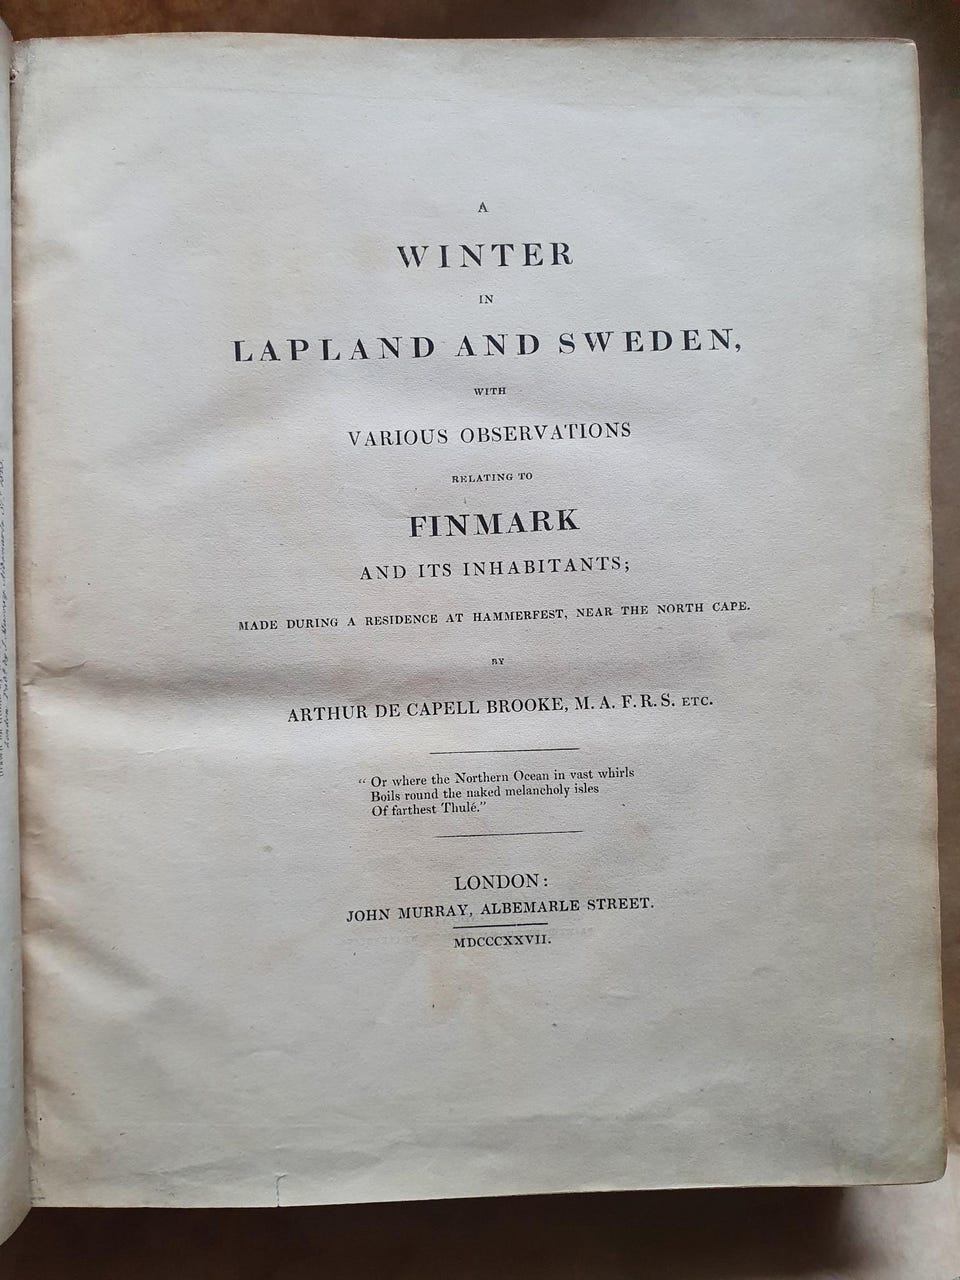 A
WINTER
IN
LAPLAND AND SWEDEN,
WITH
VARIOUS OBSERVATIONS
RELATING TO
FINMARK
AND ITS INHABITANTS;
MADE DURING A RESIDENCE AT HAMMERFEST, NEAR THE NORTH CAPE.
BY
ARTHUR DE CAPELL BROOKE, M. A. F. R. S. ETC.
“ Or where the Northern Ocean in vast whirls
Boils round the naked melancholy isles
Of farthest Thulé.”
LONDON:
JOHN MURRAY, ALBEMARLE STREET.
MDCCCXXVII.